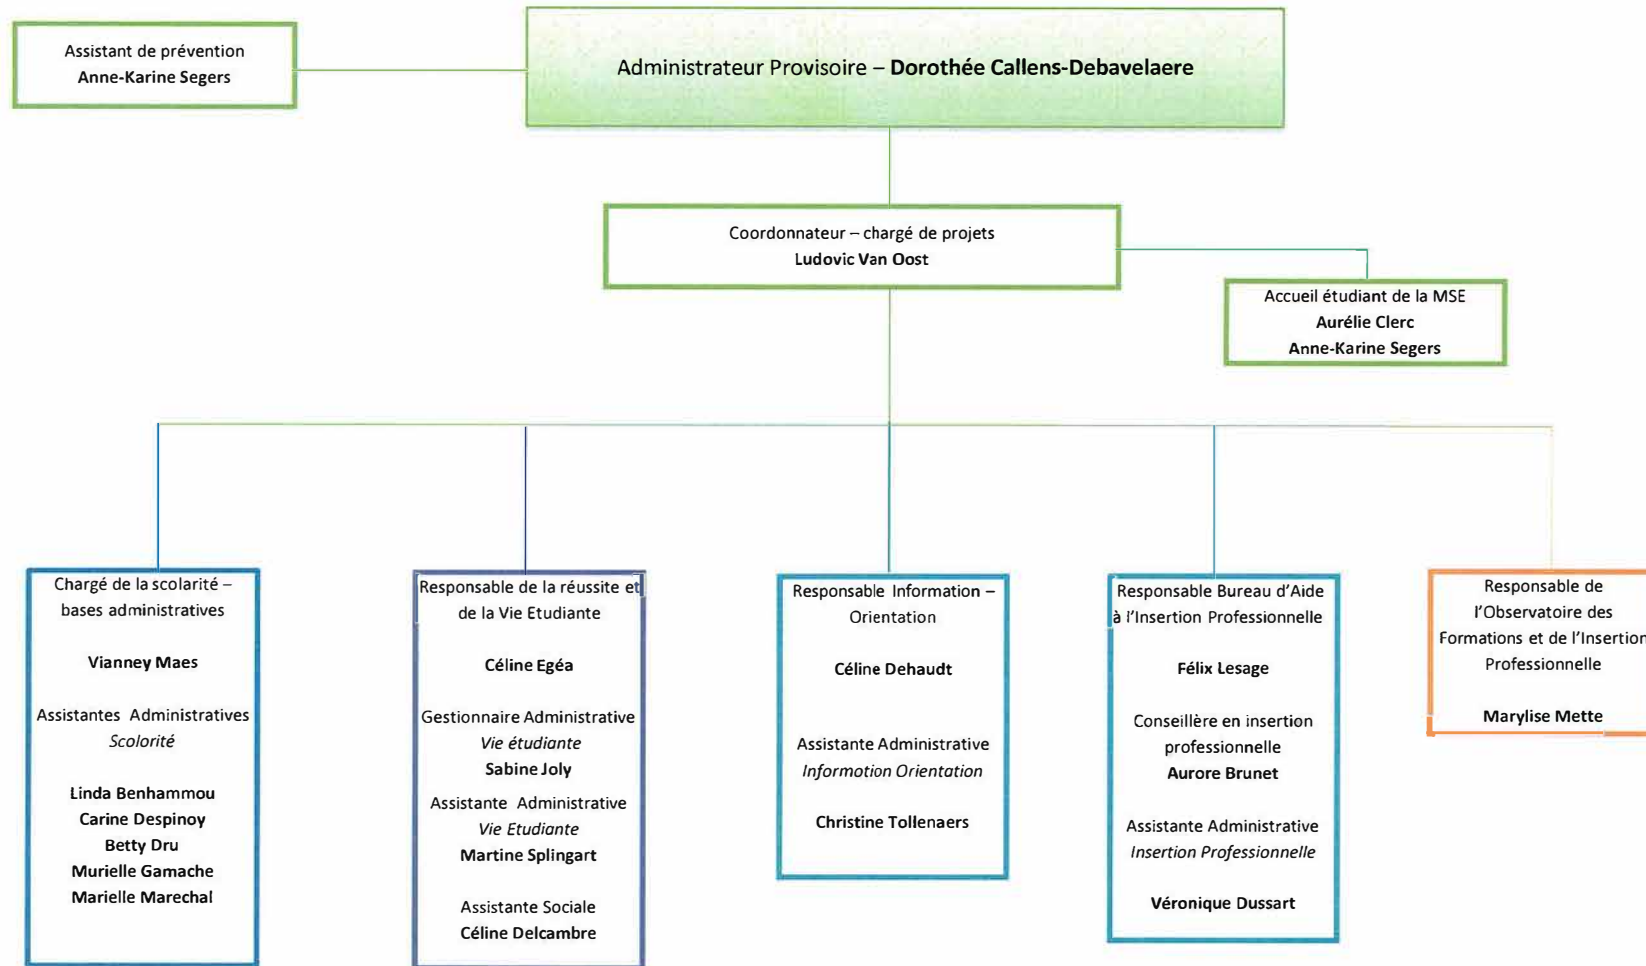 Assistant de prévention
Anne-Karine Segers
Administrateur Provisoire – Dorothée Callens-Debavelaere
Coordonnateur – chargé de projets
Ludovic Van Oost
Accueil étudiant de la MSE
Aurélie Clerc
Anne-Karine Segers
Chargé de la scolarité –
bases administratives
Vianney Maes
Assistantes Administratives
Scolorité
Linda Benhammou
Carine Despinoy
Betty Dru
Murielle Gamache
Marielle Marechal
Responsable de la réussite et
de la Vie Etudiante
Céline Egéa
Gestionnaire Administrative
Vie étudiante
Sabine Joly
Assistante Administrative
Vie Etudiante
Martine Splingart
Assistante Sociale
Céline Delcambre
Responsable Information –
Orientation
Céline Dehaudt
Assistante Administrative
Information Orientation
Christine Tollenaers
Responsable Bureau d'Aide
à l'Insertion Professionnelle
Félix Lesage
Conseillère en insertion
professionnelle
Aurore Brunet
Assistante Administrative
Insertion Professionnelle
Véronique Dussart
Responsable de
l'Observatoire des
Formations et de l'Insertion
Professionnelle
Marylise Mette